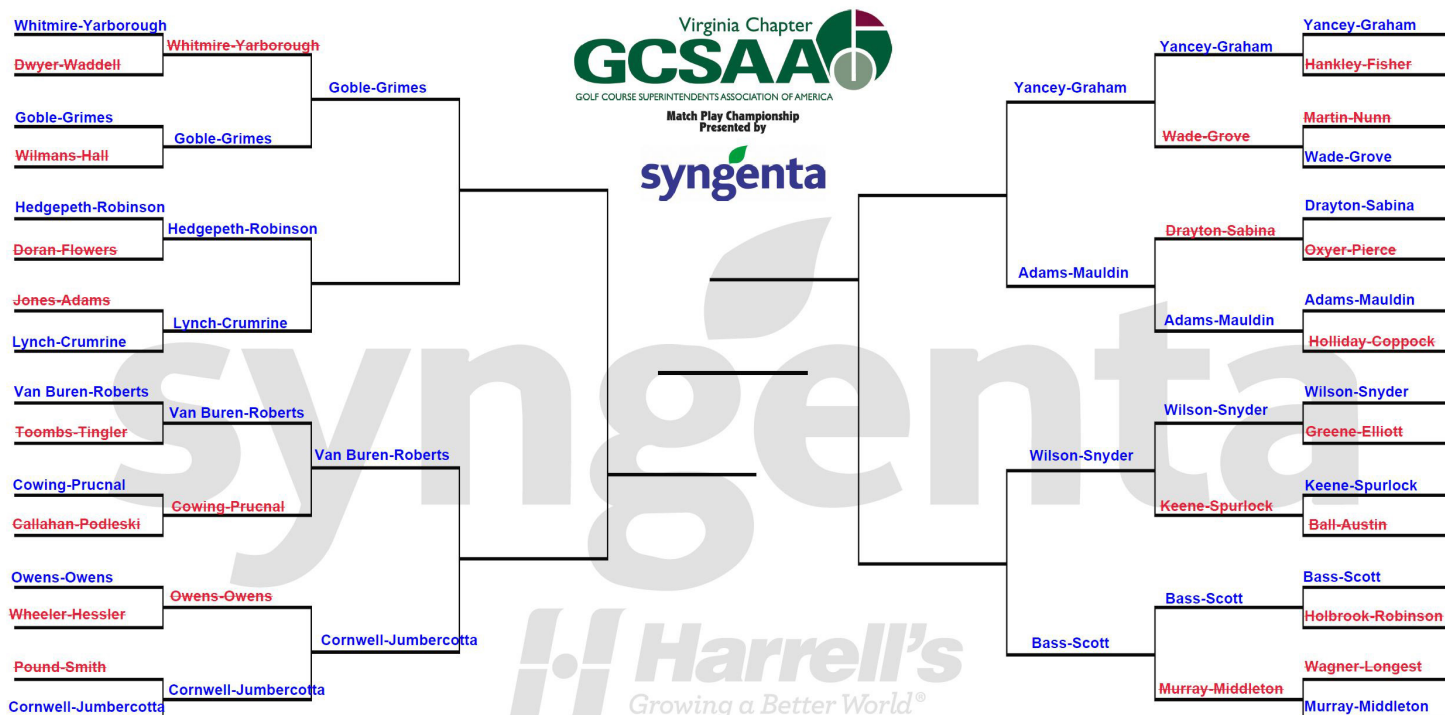 Virginia Chapter
GCSAA
GOLF COURSE SUPERINTENDENTS ASSOCIATION OF AMERICA
Match Play Championship
Presented by
syngenta
Whitmire-Yarborough
Dwyer-Waddell
Goble-Grimes
Wilmans-Hall
Hedgepeth-Robinson
Doran-Flowers
Jones-Adams
Lynch-Crumrine
Van Buren-Roberts
Toombs-Tingler
Cowing-Prucnal
Callahan-Podleski
Owens-Owens
Wheeler-Hessler
Pound-Smith
Cornwell-Jumbercotta
Whitmire-Yarborough
Goble-Grimes
Hedgepeth-Robinson
Lynch-Crumrine
Van Buren-Roberts
Cowing-Prucnal
Owens-Owens
Cornwell-Jumbercotta
Goble-Grimes
Van Buren-Roberts
Cornwell-Jumbercotta
Yancey-Graham
Adams-Mauldin
Wilson-Snyder
Bass-Scott
Yancey-Graham
Wade-Grove
Drayton-Sabina
Adams-Mauldin
Wilson-Snyder
Keene-Spurlock
Bass-Scott
Murray-Middleton
Yancey-Graham
Hankley-Fisher
Martin-Nunn
Wade-Grove
Drayton-Sabina
Oxyer-Pierce
Adams-Mauldin
Holliday-Coppock
Wilson-Snyder
Greene-Elliott
Keene-Spurlock
Ball-Austin
Bass-Scott
Holbrook-Robinson
Wagner-Longest
Murray-Middleton
syngenta
Harrell's
Growing a Better World®